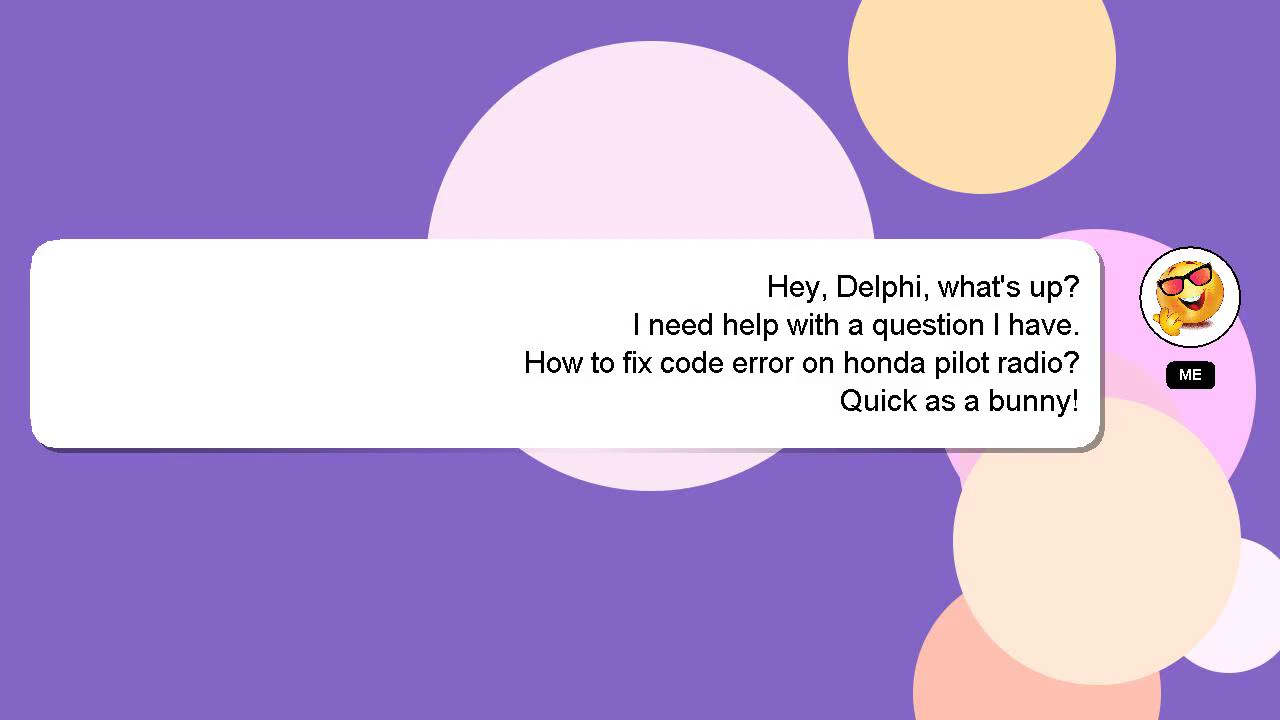 Hey, Delphi, what's up?
I need help with a question I have.
How to fix code error on honda pilot radio?
Quick as a bunny!
ME